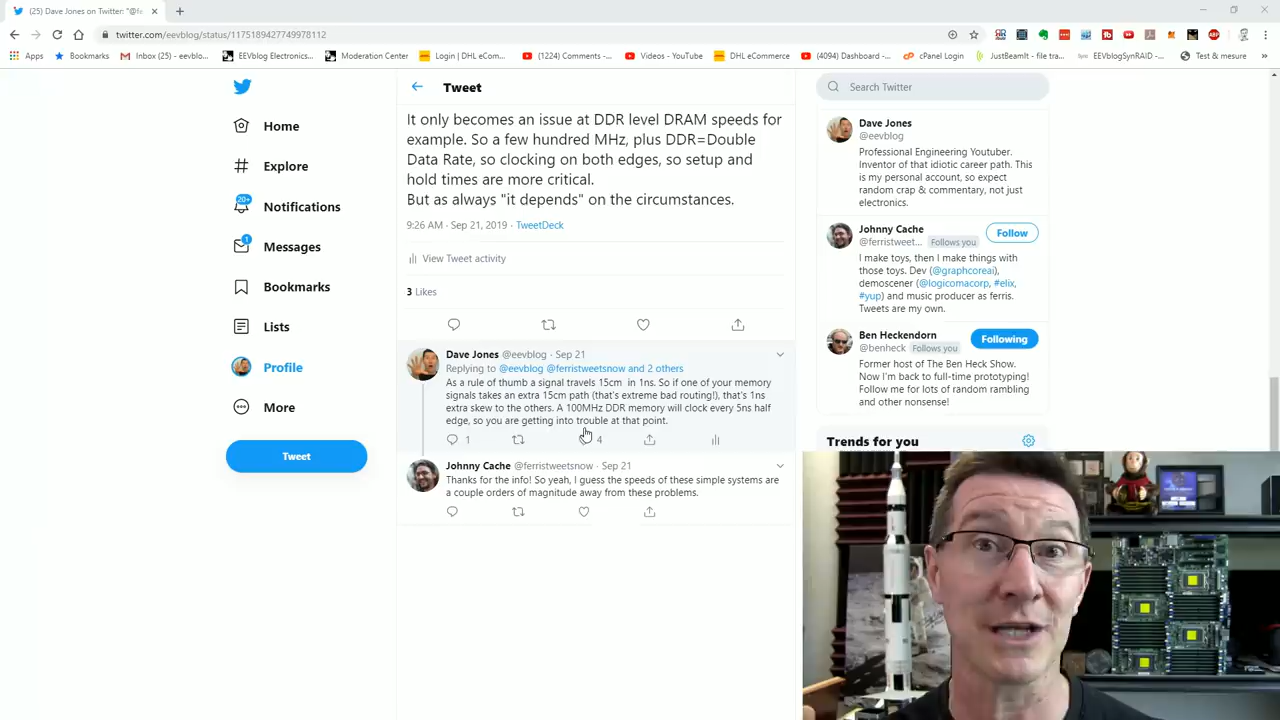 (25) Dave Jones on Twitter: "@fe
twitter.com/eevblog/status/1175189427749978112
Apps
Bookmarks
Inbox (25) - eevblo...
EEVblog Electronics...
Moderation Center
Login | DHL eCom...
(1224) Comments -...
Videos - YouTube
DHL eCommerce
(4094) Dashboard -...
cPanel Login
JustBeamIt - file tra...
EEVblogSynRAID -...
Test & mesure
»
Home
Explore
20+
Notifications
1
Messages
Bookmarks
Lists
Profile
More
Tweet
Tweet
It only becomes an issue at DDR level DRAM speeds for
example. So a few hundred MHz, plus DDR=Double
Data Rate, so clocking on both edges, so setup and
hold times are more critical.
But as always "it depends" on the circumstances.
9:26 AM · Sep 21, 2019 · TweetDeck
View Tweet activity
3 Likes
Dave Jones @eevblog · Sep 21
Replying to @eevblog @ferristweetsnow and 2 others
As a rule of thumb a signal travels 15cm in 1ns. So if one of your memory
signals takes an extra 15cm path (that's extreme bad routing!), that's 1ns
extra skew to the others. A 100MHz DDR memory will clock every 5ns half
edge, so you are getting into trouble at that point.
1
4
Johnny Cache @ferristweetsnow · Sep 21
Thanks for the info! So yeah, I guess the speeds of these simple systems are
a couple orders of magnitude away from these problems.
Search Twitter
Dave Jones
@eevblog
Professional Engineering Youtuber.
Inventor of that idiotic career path. This
is my personal account, so expect
random crap & commentary, not just
electronics.
Johnny Cache
@ferristweet... Follows you
Follow
I make toys, then I make things with
those toys. Dev (@graphcoreai),
demoscener (@logicomacorp, #elix,
#yup) and music producer as ferris.
Tweets are my own.
Ben Heckendorn
@benheck Follows you
Following
Former host of The Ben Heck Show.
Now I'm back to full-time prototyping!
Follow me for lots of random rambling
and other nonsense!
Trends for you